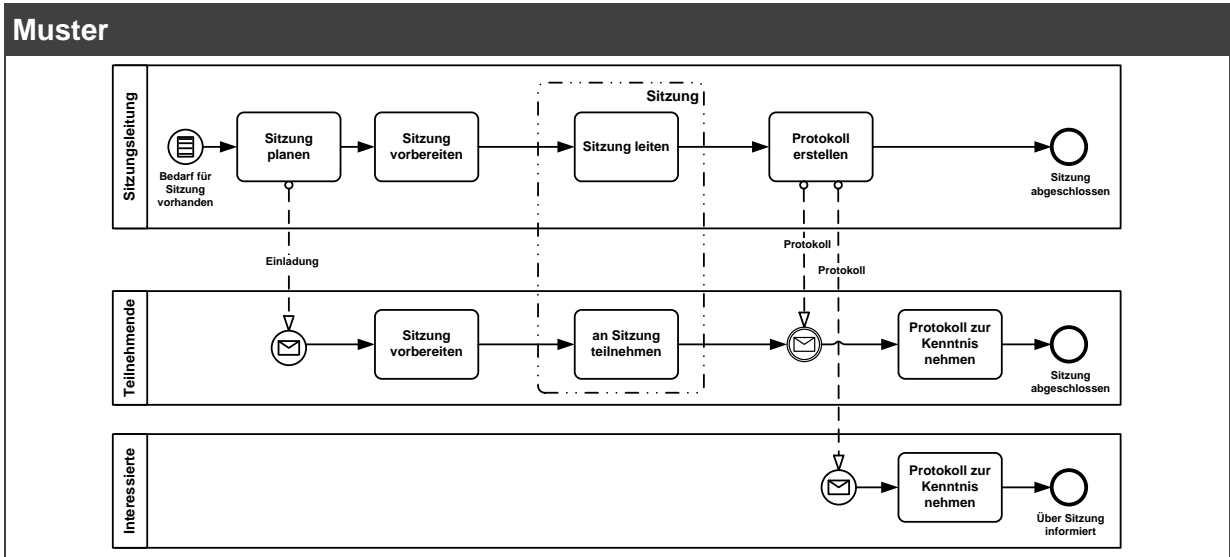 Muster
Sitzungsleitung
Bedarf für
Sitzung
vorhanden
Sitzung
planen
Sitzung
vorbereiten
Sitzung
Sitzung leiten
Protokoll
erstellen
Sitzung
abgeschlossen
Einladung
Protokoll
Protokoll
Teilnehmende
Sitzung
vorbereiten
an Sitzung
teilnehmen
Protokoll zur
Kenntnis
nehmen
Sitzung
abgeschlossen
Interessierte
Protokoll zur
Kenntnis
nehmen
Über Sitzung
informiert